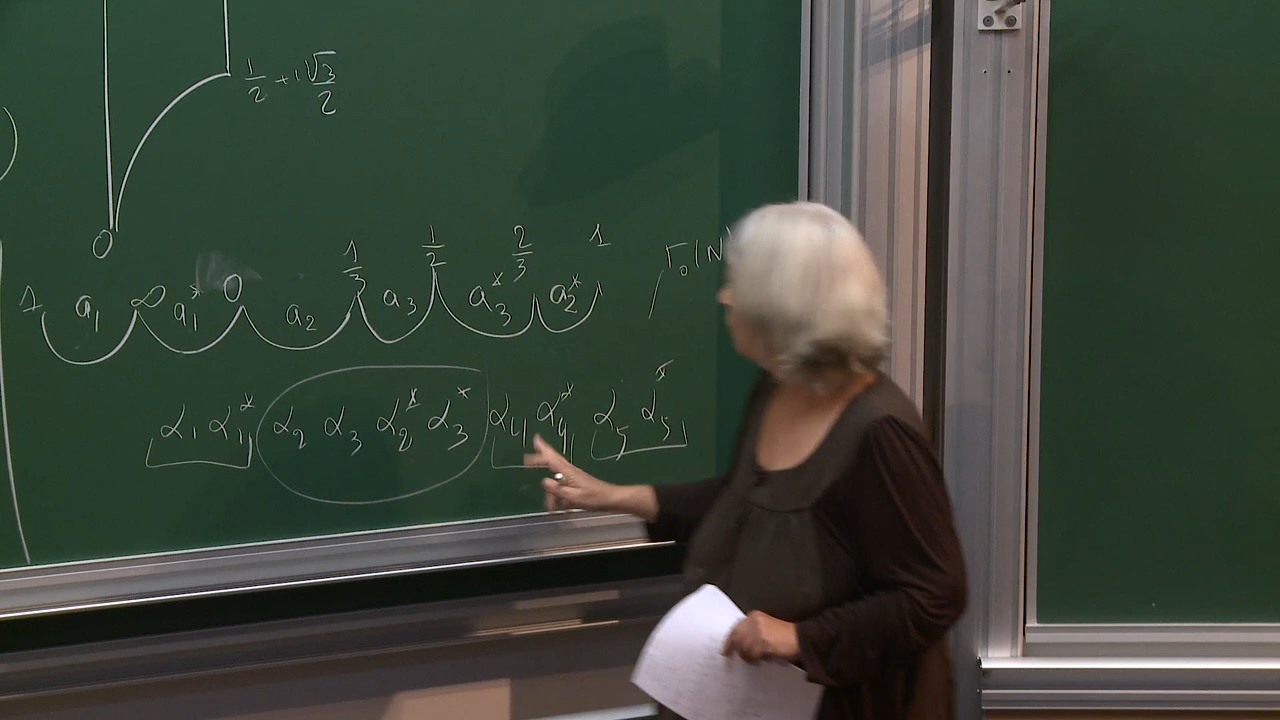 1/2 + i√3/2
0
1 a₁ ∞ a₁* 0 a₂ 1/3 a₃ 1/2 a₃* 2/3 a₂* 1 Γ₀(N
α₁ α₁* α₂ α₃ α₂* α₃* α₄ α₄* α₅ α₅*